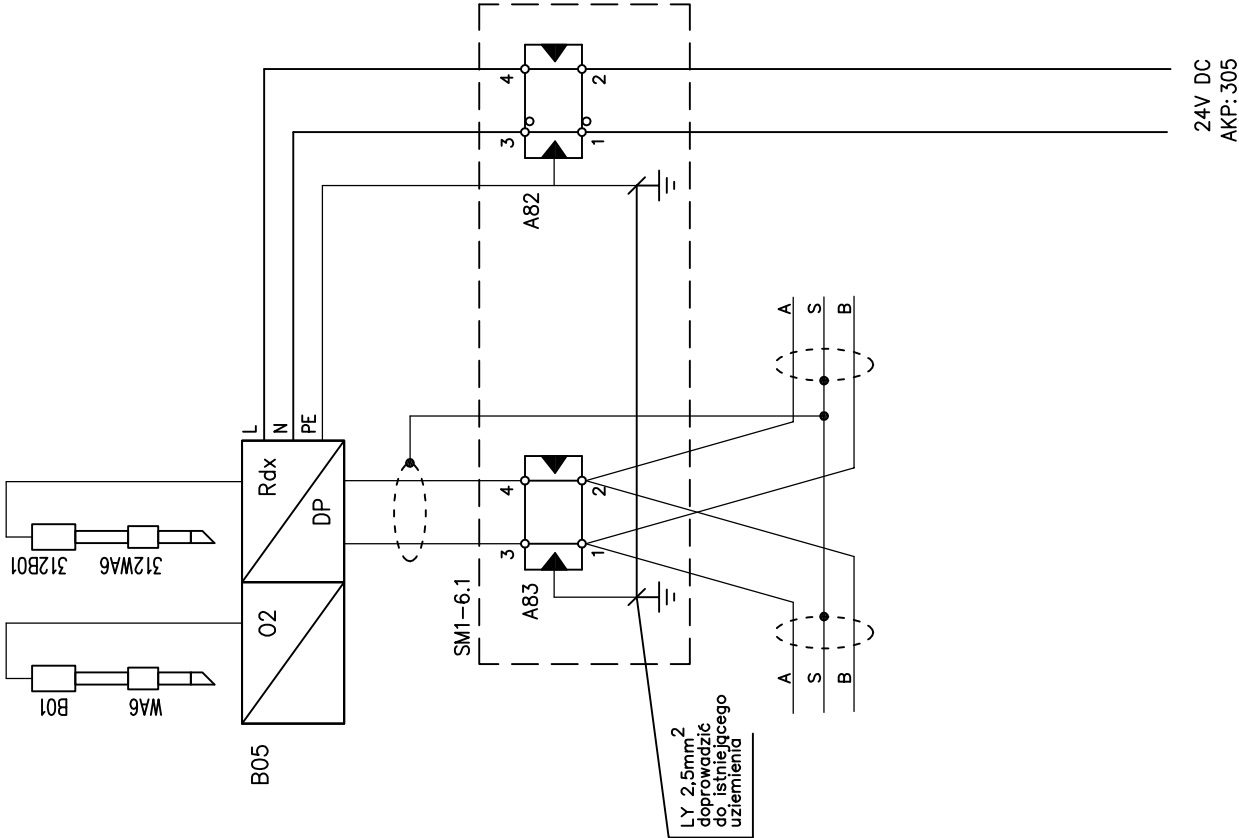 312B01
312WA6
B01
WA6
Rdx
DP
O2
B05
L
N
PE
SM1-6.1
A82
4
3
2
1
A83
4
3
2
1
A
S
B
A
S
B
LY 2,5mm2
doprowadzić
do istniejącego
uziemienia
24V DC
AKP:305